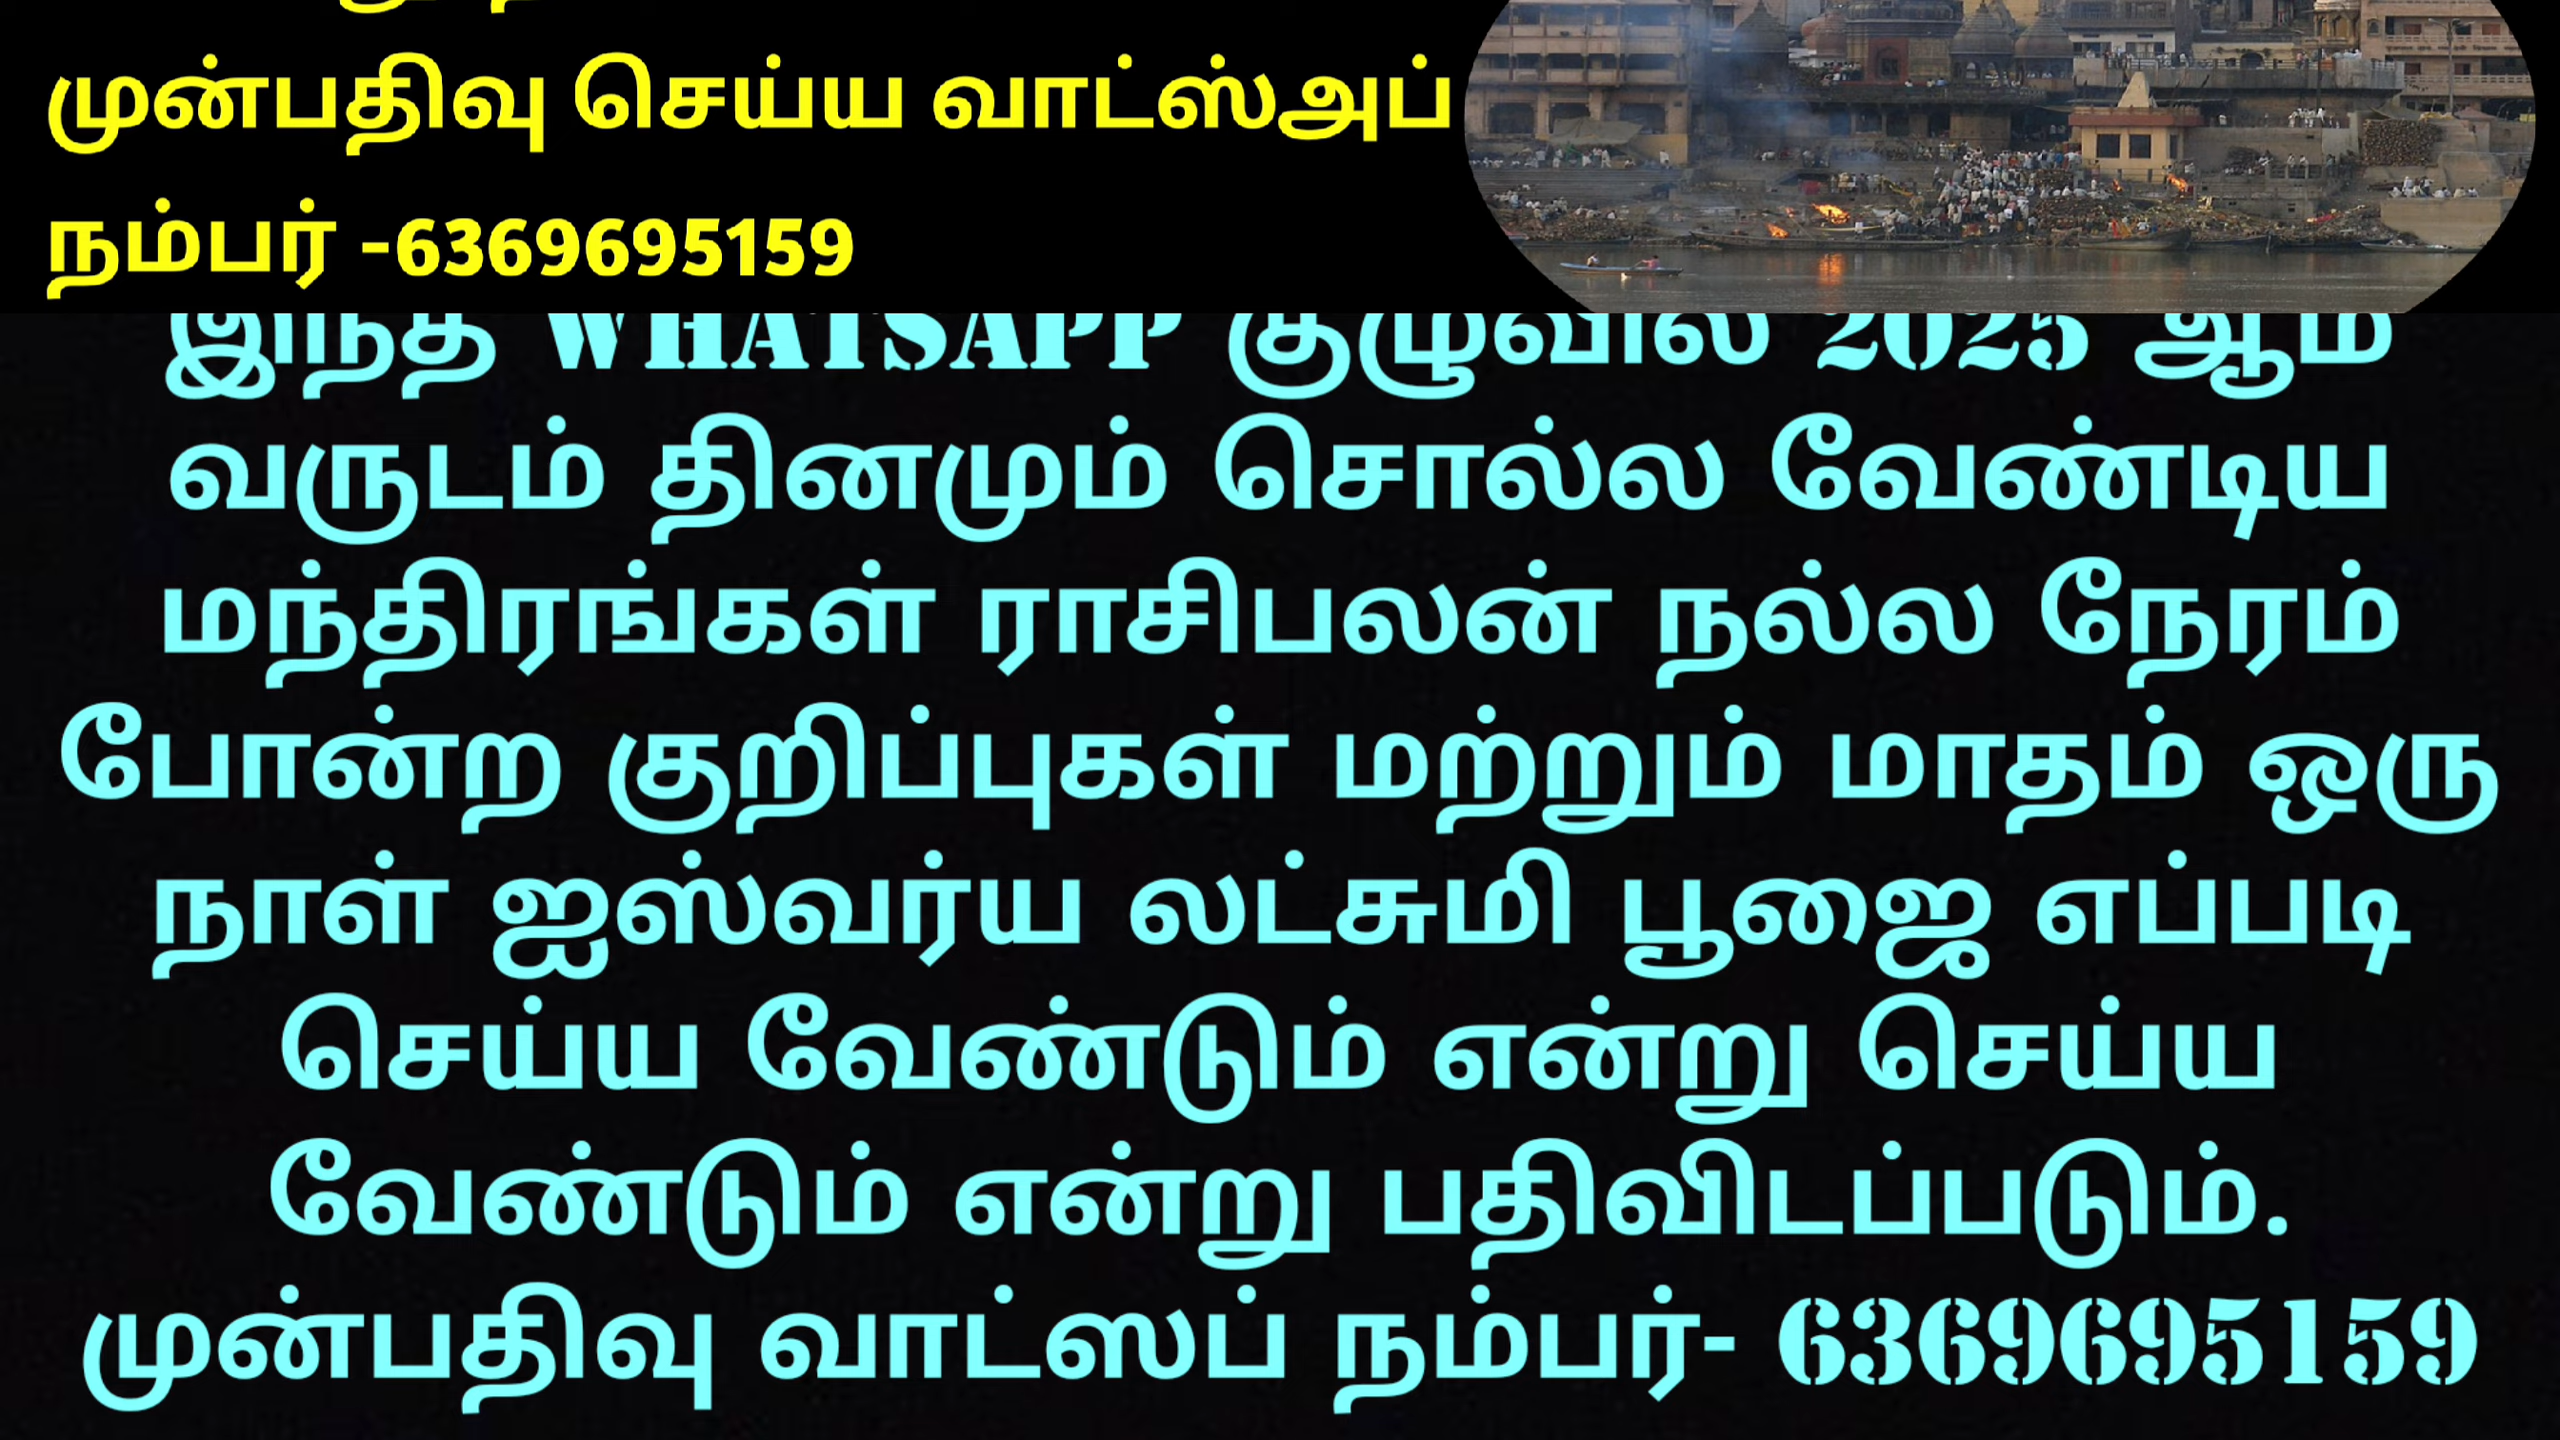 முன்பதிவு செய்ய வாட்ஸ்அப்
நம்பர் -6369695159
இந்த WHATSAPP குழுவில் 2025 ஆம்
வருடம் தினமும் சொல்ல வேண்டிய
மந்திரங்கள் ராசிபலன் நல்ல நேரம்
போன்ற குறிப்புகள் மற்றும் மாதம் ஒரு
நாள் ஐஸ்வர்ய லட்சுமி பூஜை எப்படி
செய்ய வேண்டும் என்று செய்ய
வேண்டும் என்று பதிவிடப்படும்.
முன்பதிவு வாட்ஸப் நம்பர்- 6369695159